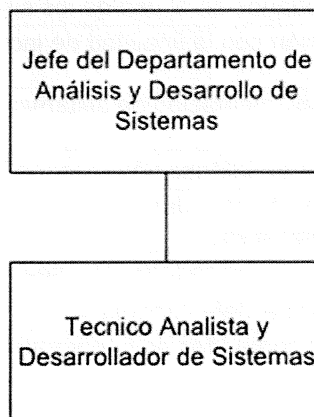 Jefe del Departamento de
Análisis y Desarrollo de
Sistemas
Tecnico Analista y
Desarrollador de Sistemas